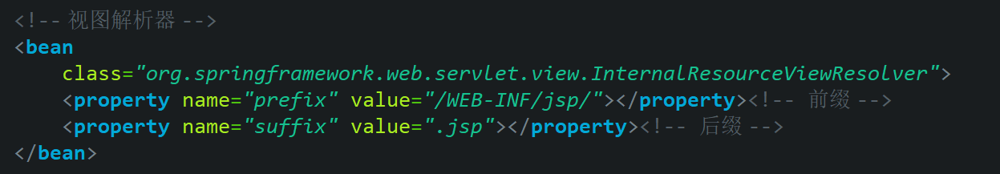 <!-- 视图解析器 -->
<bean
    class="org.springframework.web.servlet.view.InternalResourceViewResolver">
    <property name="prefix" value="/WEB-INF/jsp/"></property><!-- 前缀 -->
    <property name="suffix" value=".jsp"></property><!-- 后缀 -->
</bean>